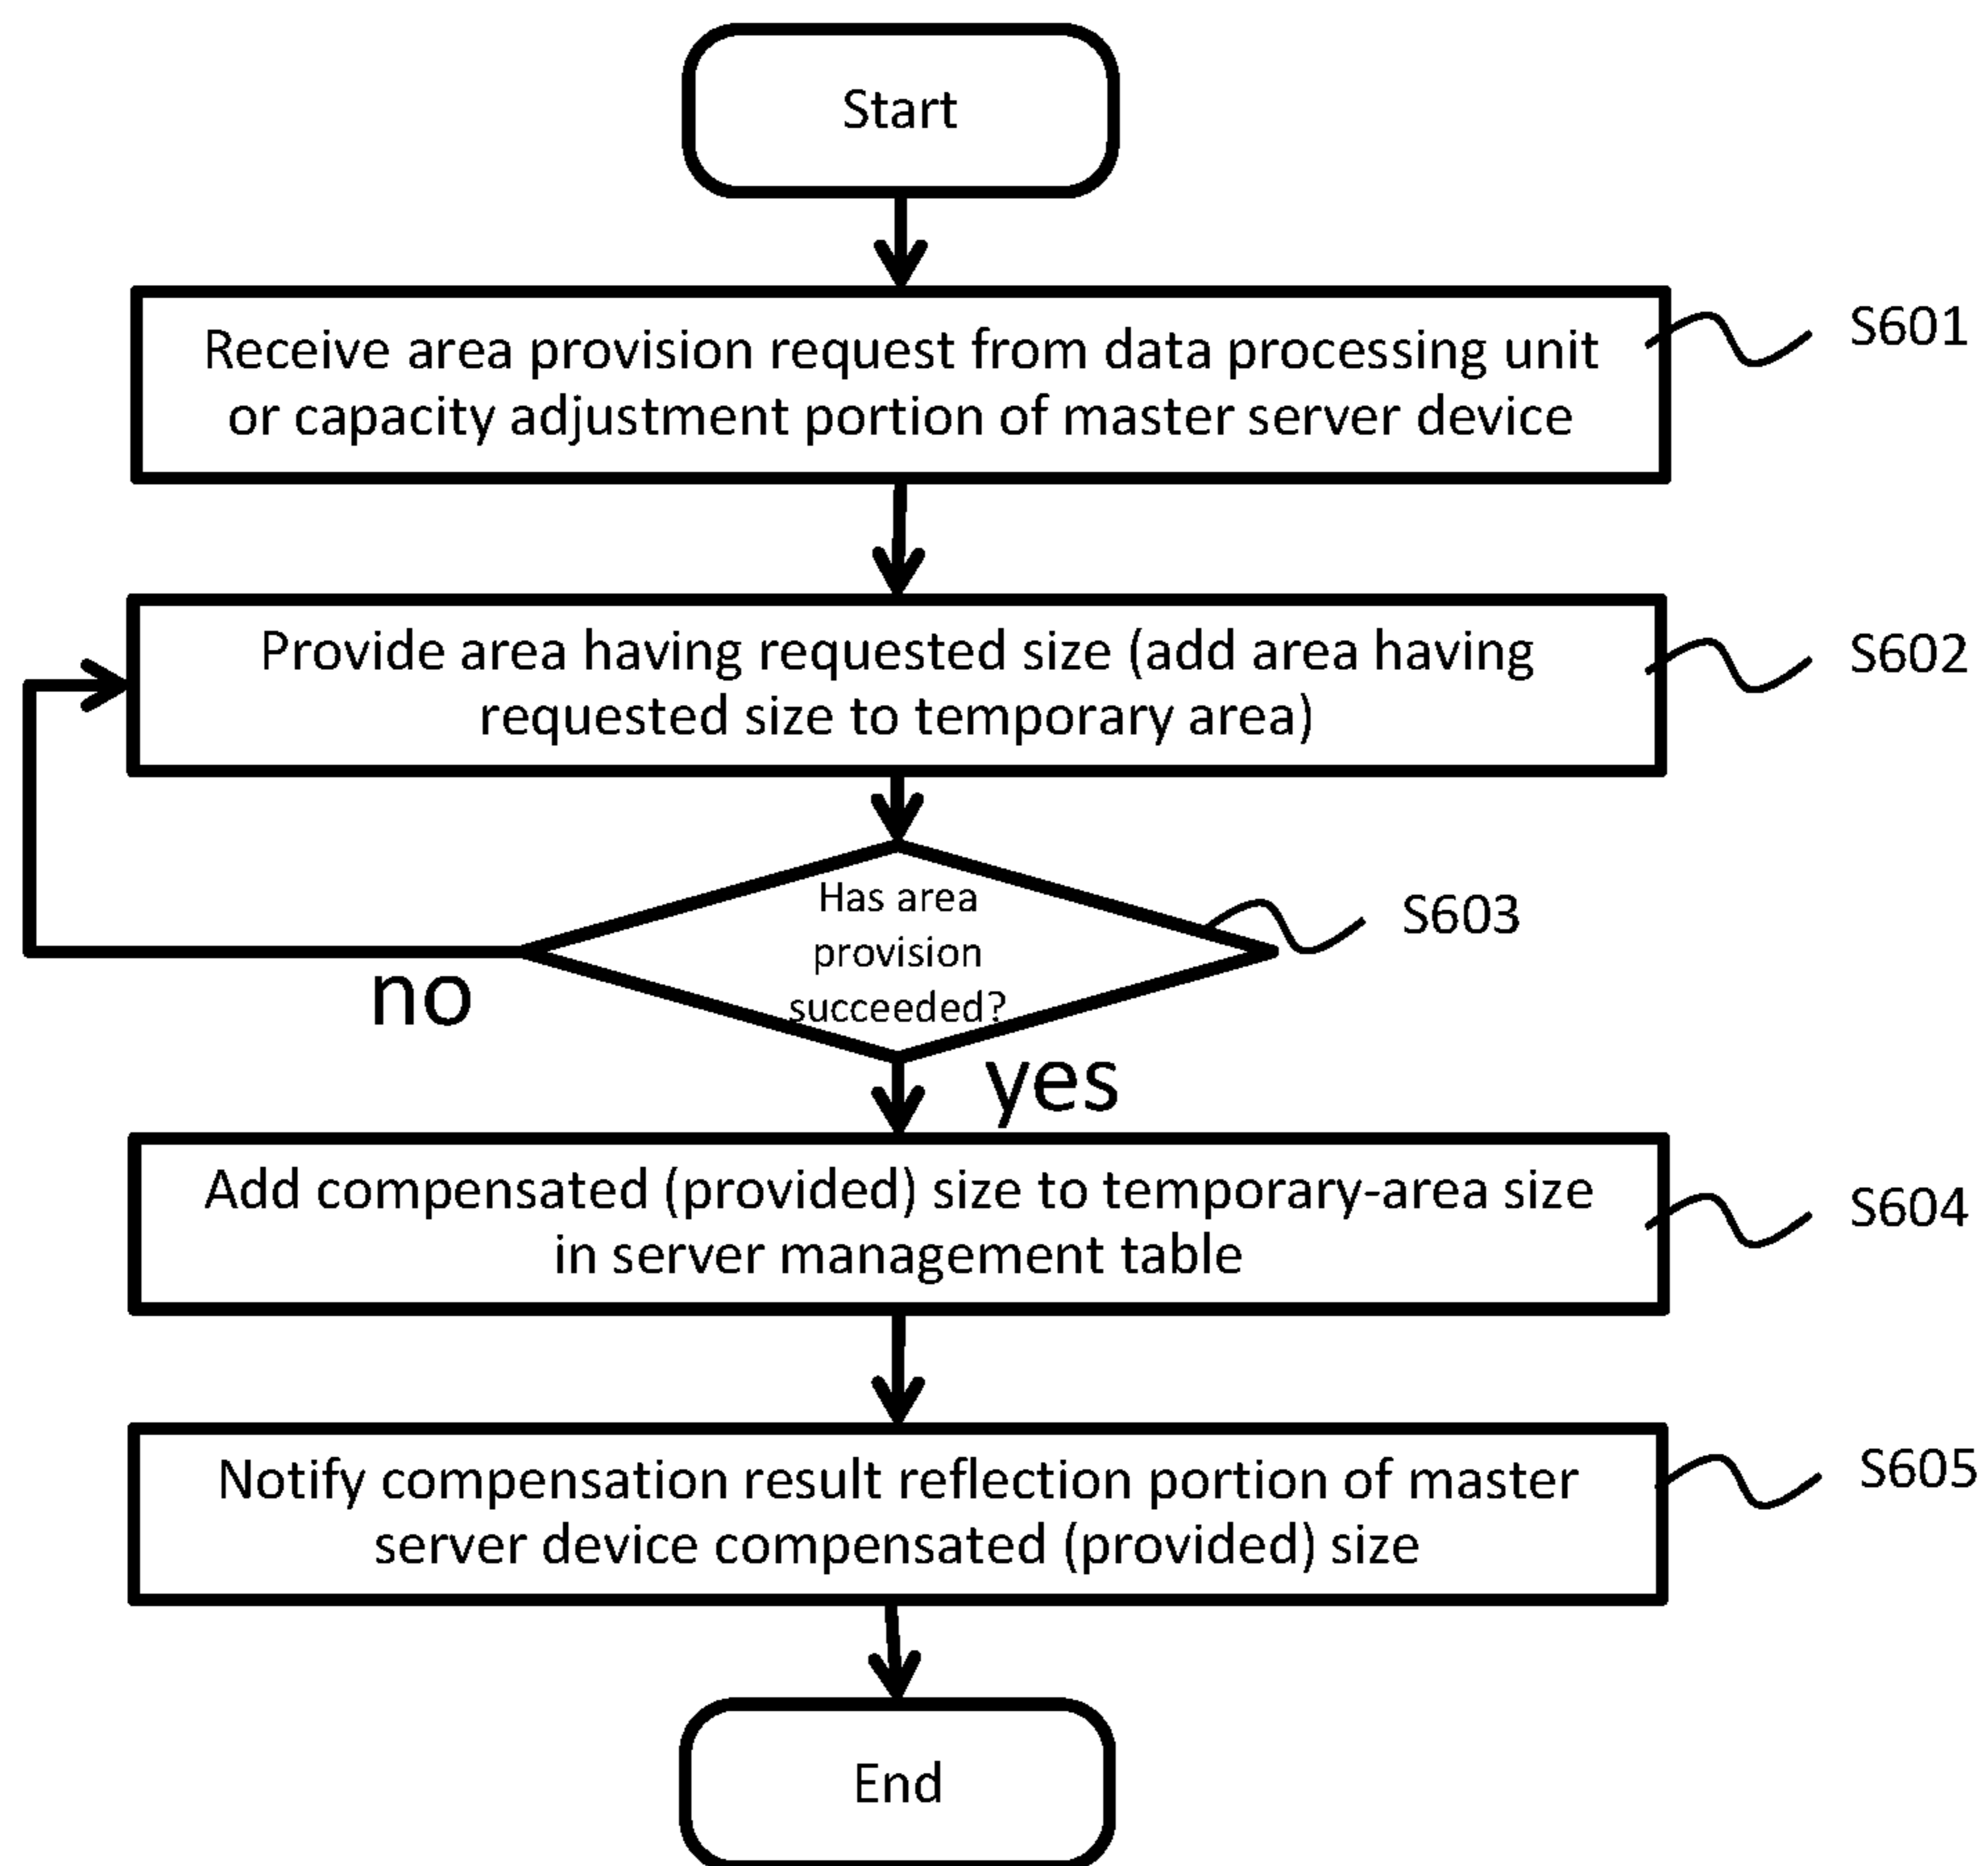 Start
Receive area provision request from data processing unit
or capacity adjustment portion of master server device
S601
Provide area having requested size (add area having
requested size to temporary area)
S602
Has area
provision
succeeded?
S603
no
yes
Add compensated (provided) size to temporary-area size
in server management table
S604
Notify compensation result reflection portion of master
server device compensated (provided) size
S605
End